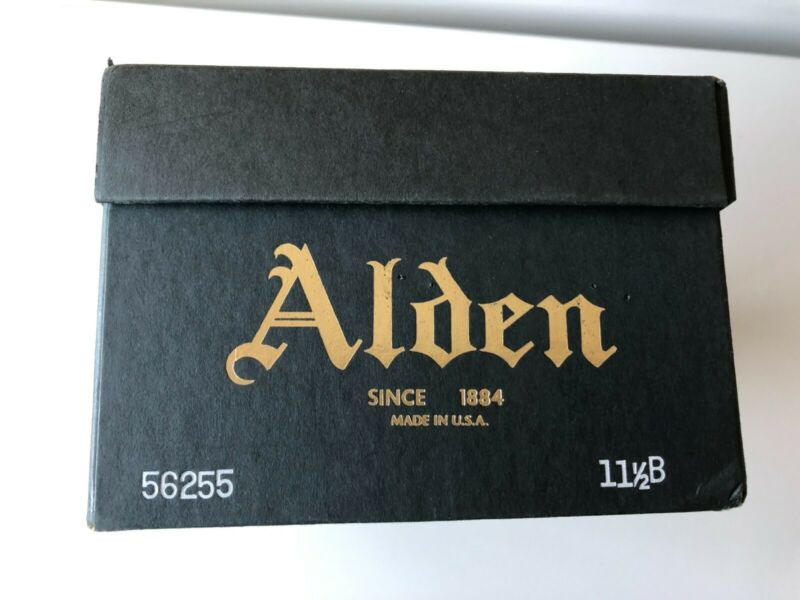 Alden
SINCE 1884
MADE IN U.S.A.
56255 11½B